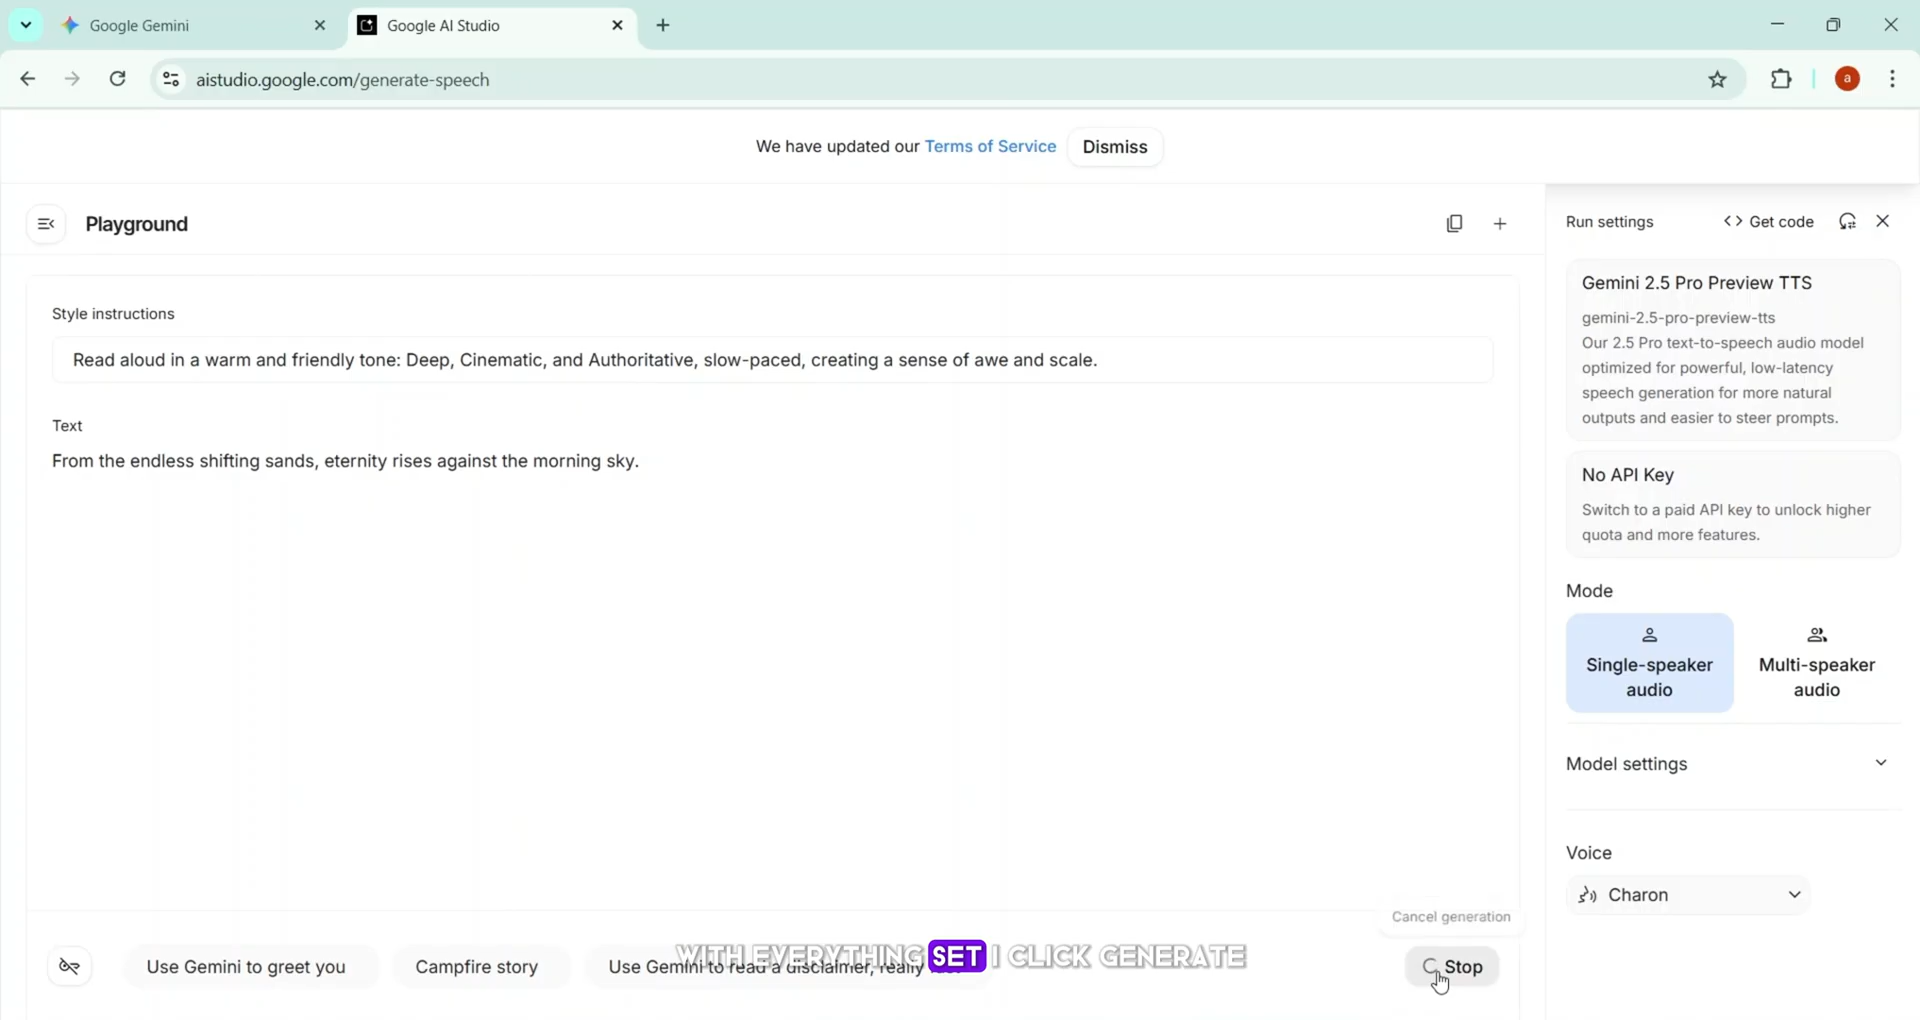 Google Gemini
Google AI Studio
aistudio.google.com/generate-speech
a
We have updated our Terms of Service
Dismiss
Playground
Run settings
Get code
Style instructions
Read aloud in a warm and friendly tone: Deep, Cinematic, and Authoritative, slow-paced, creating a sense of awe and scale.
Text
From the endless shifting sands, eternity rises against the morning sky.
Gemini 2.5 Pro Preview TTS
gemini-2.5-pro-preview-tts
Our 2.5 Pro text-to-speech audio model
optimized for powerful, low-latency
speech generation for more natural
outputs and easier to steer prompts.
No API Key
Switch to a paid API key to unlock higher
quota and more features.
Mode
Single-speaker
audio
Multi-speaker
audio
Model settings
Voice
Charon
Cancel generation
Use Gemini to greet you
Campfire story
Use Gemini to read a disclaimer, really
Stop
WITH EVERYTHING SET I CLICK GENERATE